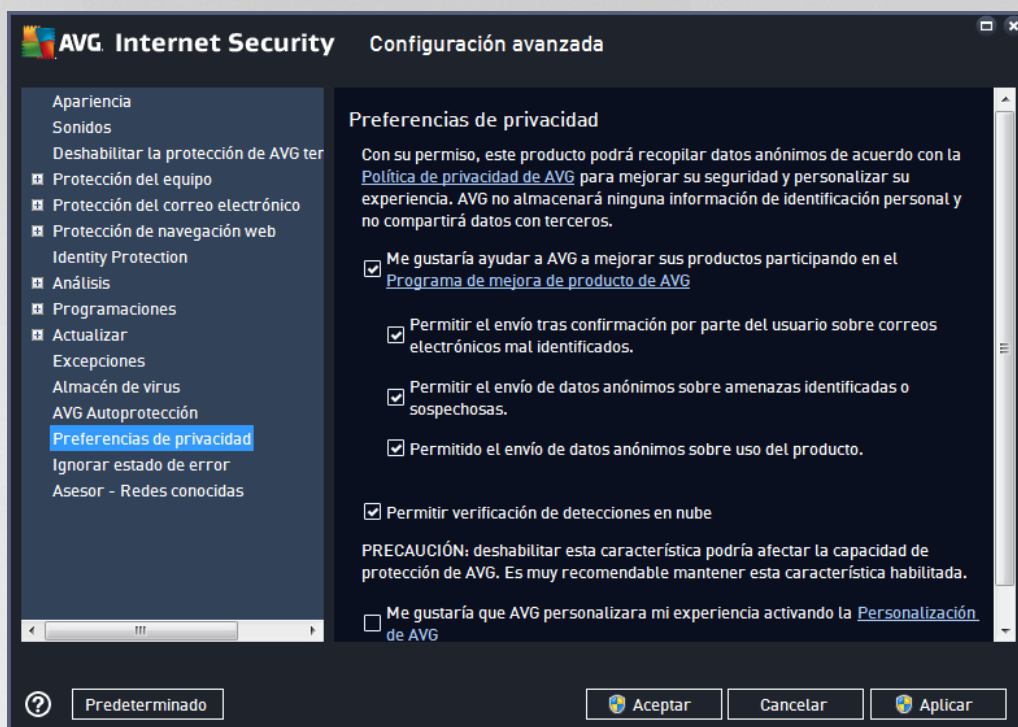 AVG. Internet Security
Configuración avanzada
Apariencia
Sonidos
Deshabilitar la protección de AVG ter
Protección del equipo
Protección del correo electrónico
Protección de navegación web
Identity Protection
Análisis
Programaciones
Actualizar
Excepciones
Almacén de virus
AVG Autoprotección
Preferencias de privacidad
Ignorar estado de error
Asesor - Redes conocidas
Preferencias de privacidad
Con su permiso, este producto podrá recopilar datos anónimos de acuerdo con la
Política de privacidad de AVG para mejorar su seguridad y personalizar su
experiencia. AVG no almacenará ninguna información de identificación personal y
no compartirá datos con terceros.
Me gustaría ayudar a AVG a mejorar sus productos participando en el
Programa de mejora de producto de AVG
Permitir el envío tras confirmación por parte del usuario sobre correos
electrónicos mal identificados.
Permitir el envío de datos anónimos sobre amenazas identificadas o
sospechosas.
Permitido el envío de datos anónimos sobre uso del producto.
Permitir verificación de detecciones en nube
PRECAUCIÓN: deshabilitar esta característica podría afectar la capacidad de
protección de AVG. Es muy recomendable mantener esta característica habilitada.
Me gustaría que AVG personalizara mi experiencia activando la Personalización
de AVG
Predeterminado
Aceptar
Cancelar
Aplicar